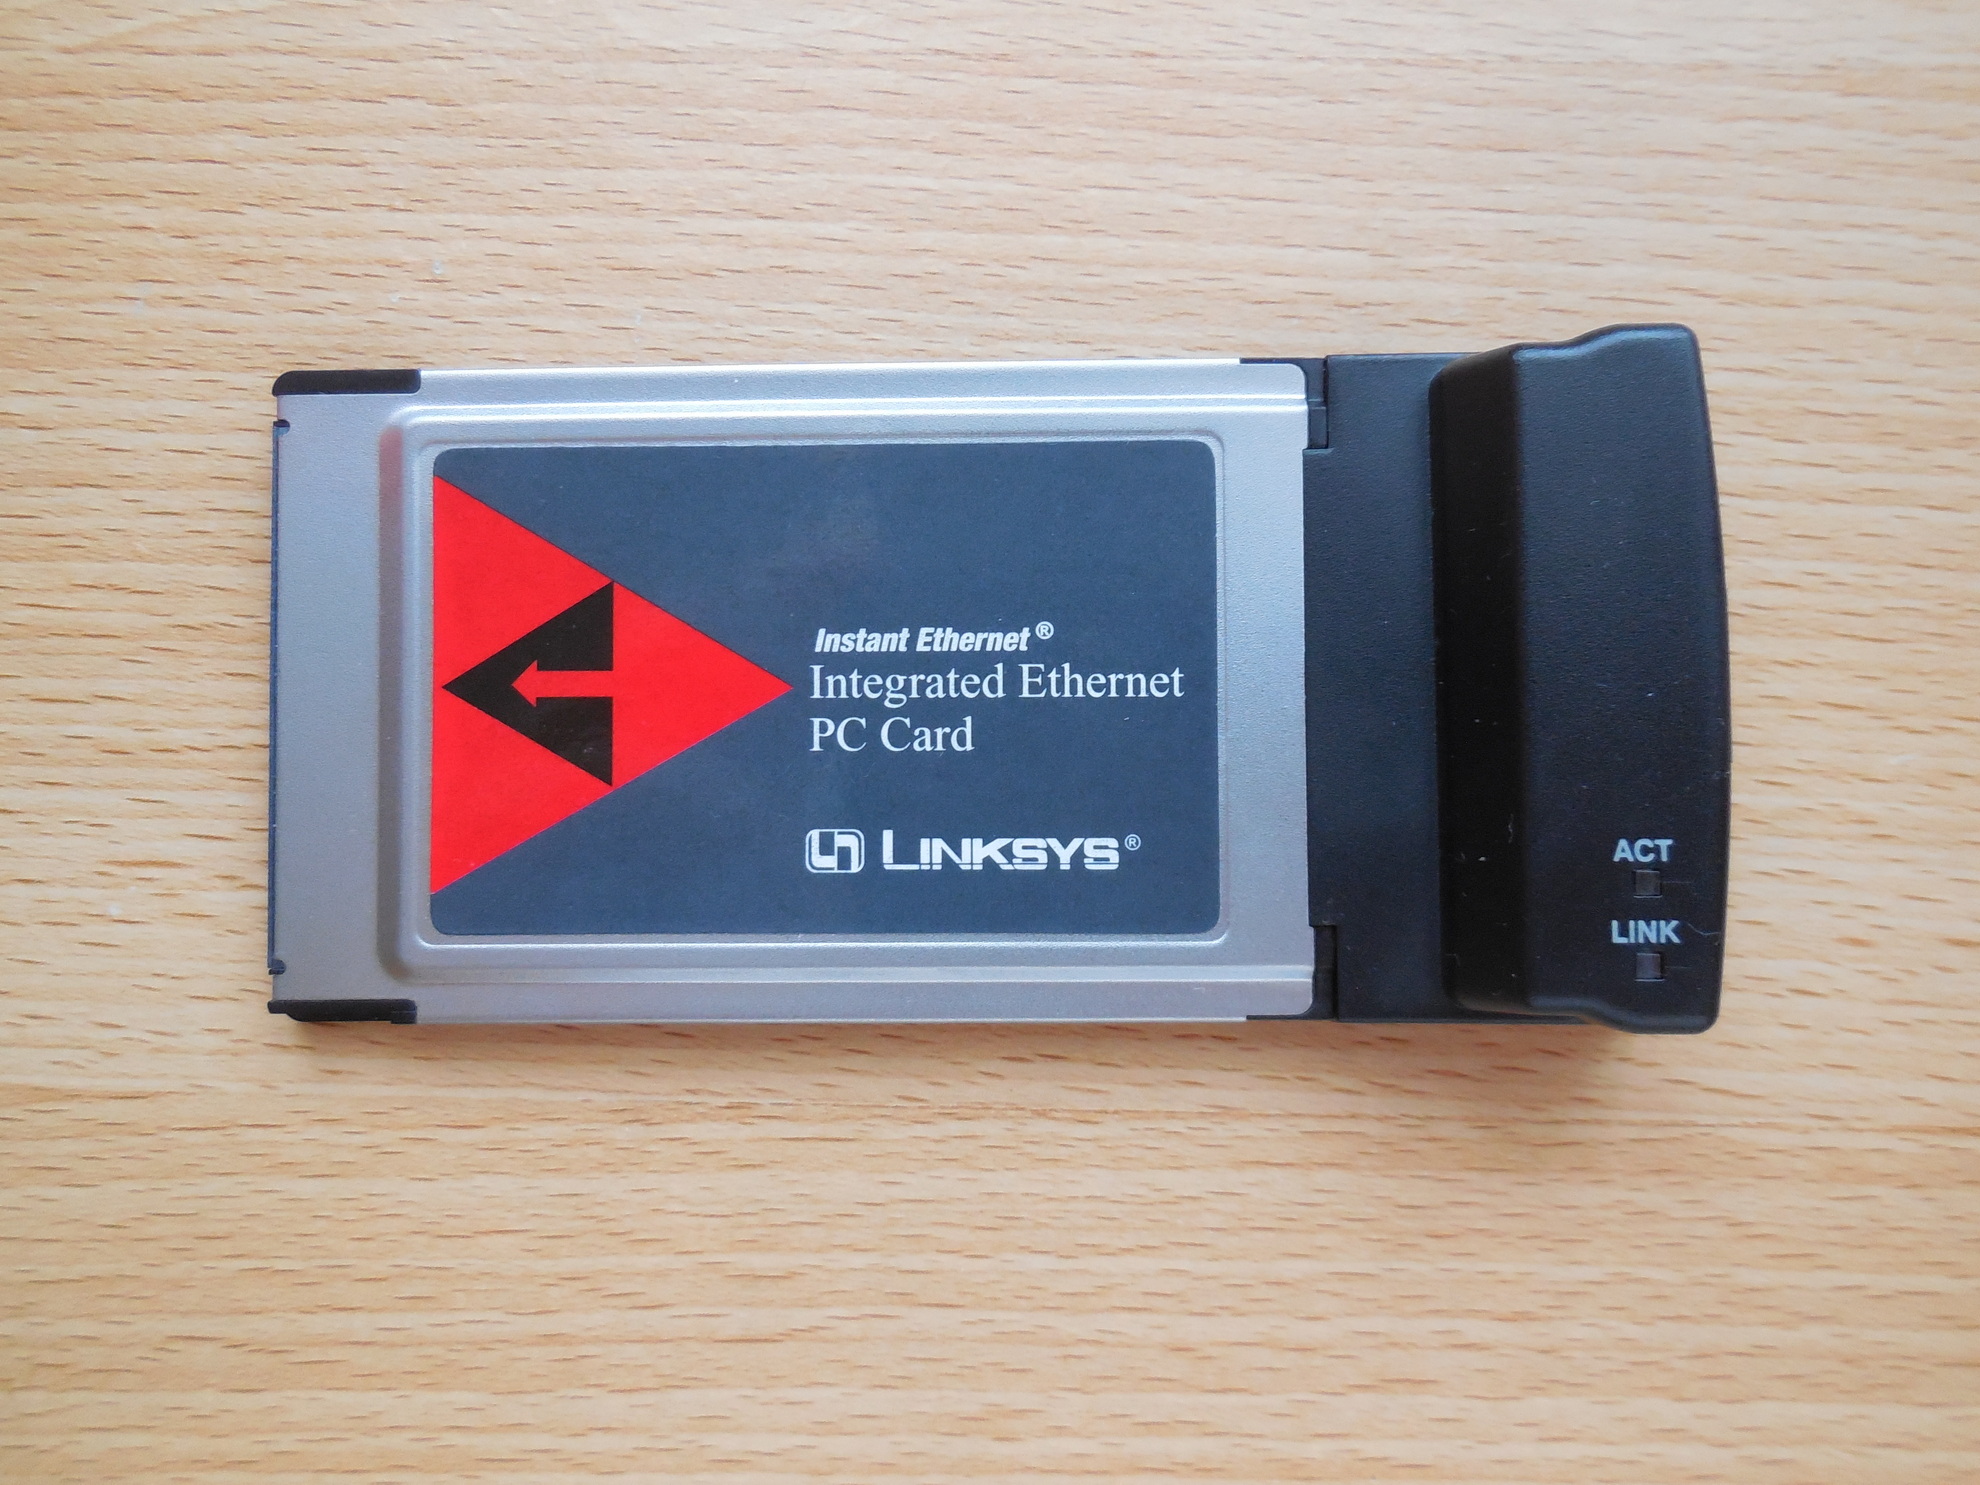 Instant Ethernet®
Integrated Ethernet
PC Card
LINKSYS®
ACT
LINK